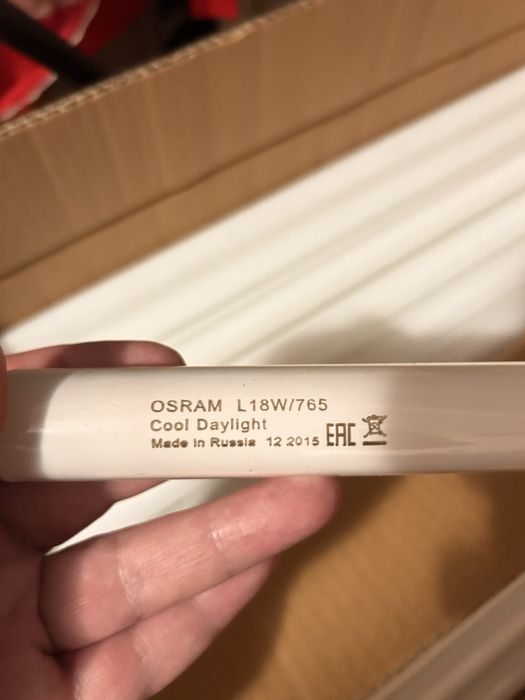 OSRAM L18W/765
Cool Daylight
Made in Russia 12 2015 EAC